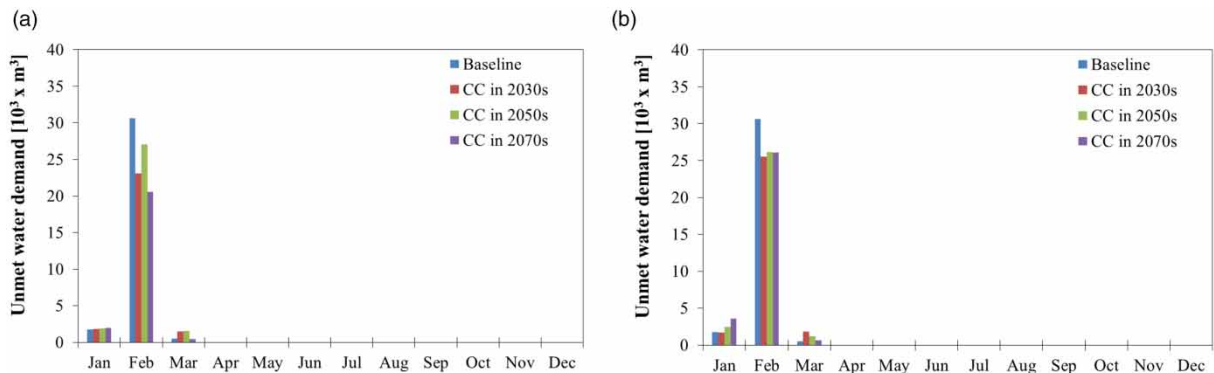 (a)
Unmet water demand [10³ x m³]
40
35
30
25
20
15
10
5
0
Baseline
CC in 2030s
CC in 2050s
CC in 2070s
Jan Feb Mar Apr May Jun Jul Aug Sep Oct Nov Dec
(b)
Unmet water demand [10³ x m³]
40
35
30
25
20
15
10
5
0
Baseline
CC in 2030s
CC in 2050s
CC in 2070s
Jan Feb Mar Apr May Jun Jul Aug Sep Oct Nov Dec